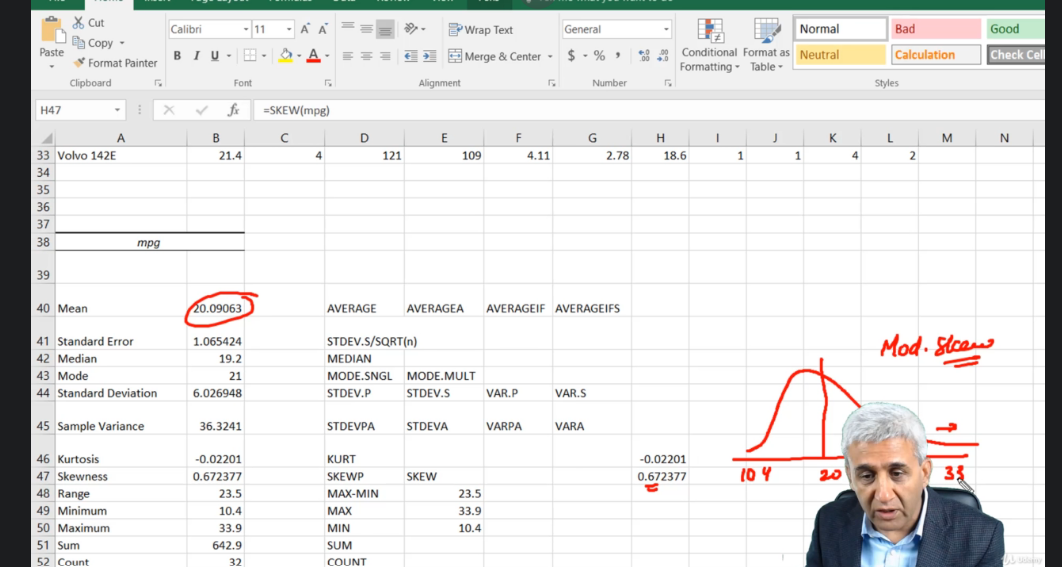 Cut
Calibri 11 A A Wrap Text General Normal Bad Good
Copy
Paste Format Painter B I U A Merge & Center $ % , Conditional Format as Neutral Calculation Check Cell
Formatting Table
Clipboard Font Alignment Number Styles
H47 fx =SKEW(mpg)
A B C D E F G H I J K L M N
33 Volvo 142E 21.4 4 121 109 4.11 2.78 18.6 1 1 4 2
34
35
36
37
38 mpg
39
40 Mean 20.09063 AVERAGE AVERAGEA AVERAGEIF AVERAGEIFS
41 Standard Error 1.065424 STDEV.S/SQRT(n)
Mod. Skew
42 Median 19.2 MEDIAN
43 Mode 21 MODE.SNGL MODE.MULT
44 Standard Deviation 6.026948 STDEV.P STDEV.S VAR.P VAR.S
45 Sample Variance 36.3241 STDEVPA STDEVA VARPA VARA
46 Kurtosis -0.02201 KURT -0.02201
47 Skewness 0.672377 SKEWP SKEW 0.672377 10 4 20 33
48 Range 23.5 MAX-MIN 23.5
49 Minimum 10.4 MAX 33.9
50 Maximum 33.9 MIN 10.4
51 Sum 642.9 SUM
52 Count 32 COUNT
Udemy